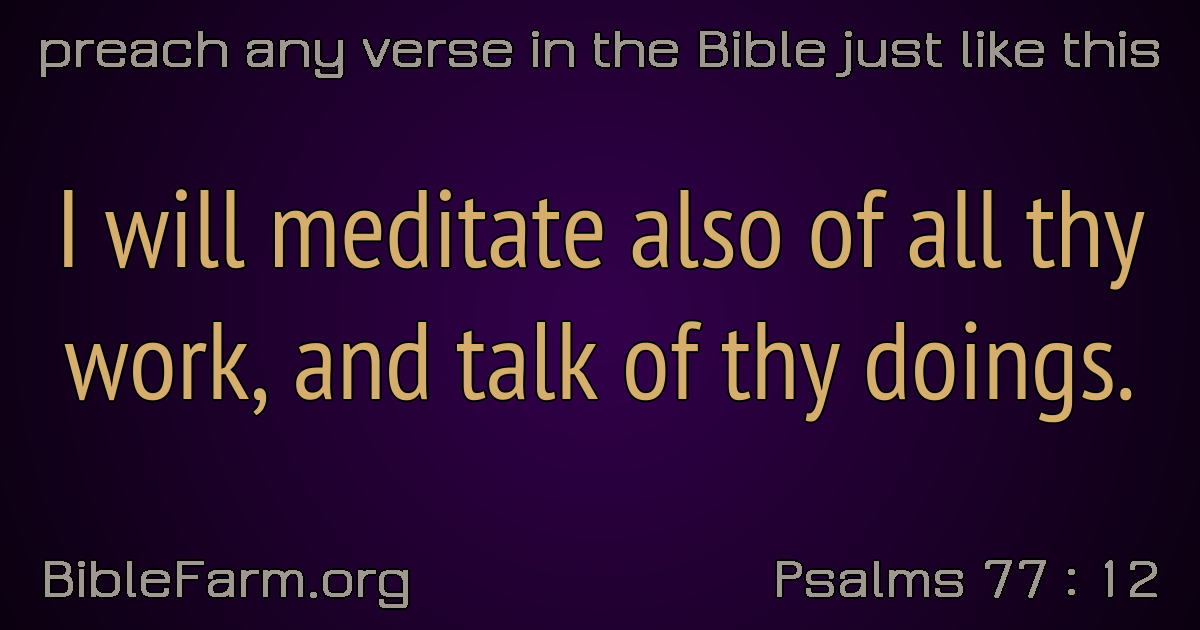 preach any verse in the Bible just like this
I will meditate also of all thy
work, and talk of thy doings.
BibleFarm.org
Psalms 77 : 12